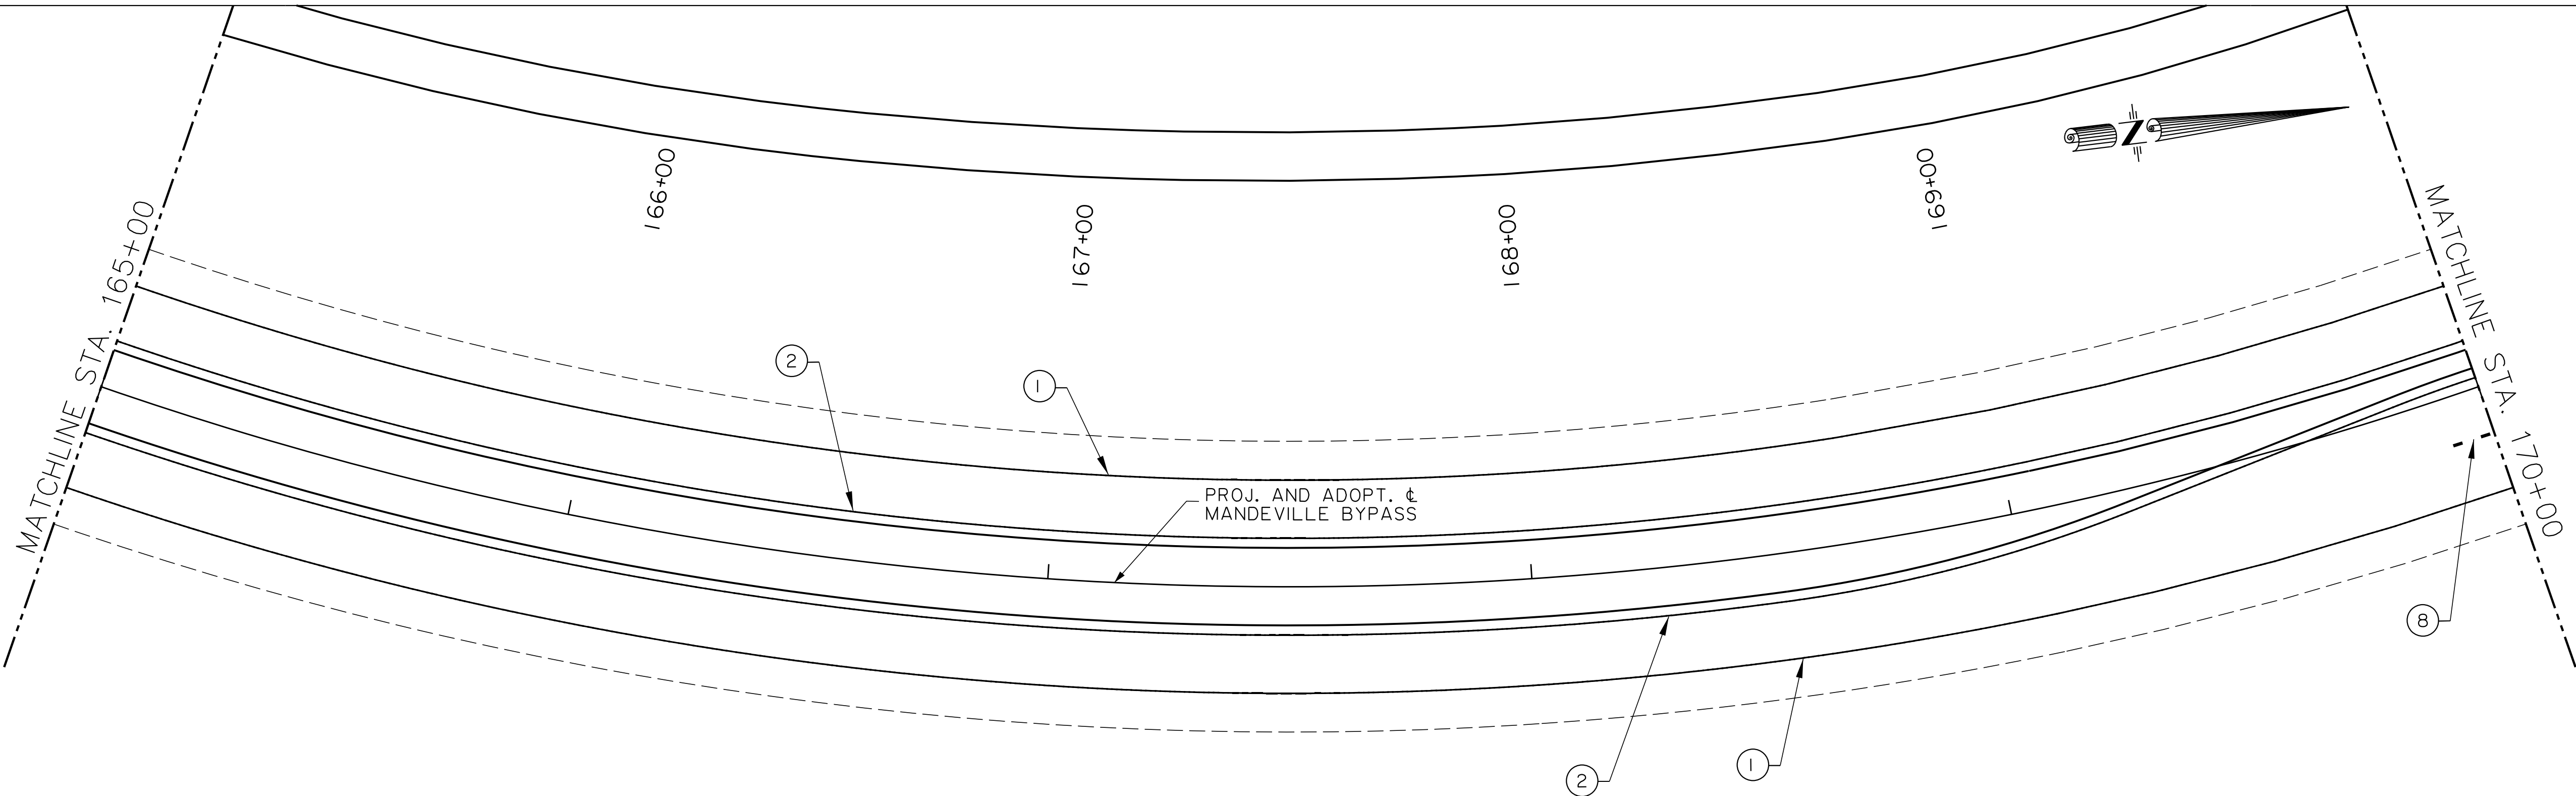 MATCHLINE STA. 165+00
166+00
167+00
168+00
169+00
Z
MATCHLINE STA. 170+00
2
1
PROJ. AND ADOPT. ℄
MANDEVILLE BYPASS
8
2
1